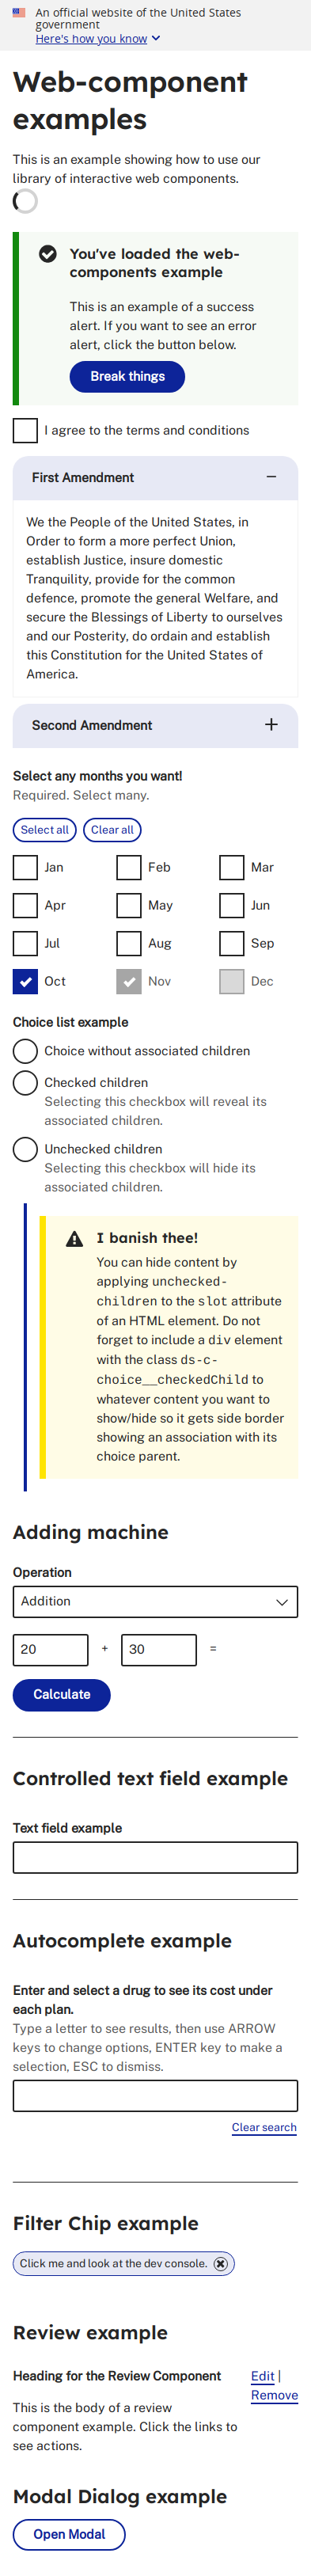 An official website of the United States
government
Here's how you know
Web-component
examples
This is an example showing how to use our
library of interactive web components.
You've loaded the web-
components example
This is an example of a success
alert. If you want to see an error
alert, click the button below.
Break things
I agree to the terms and conditions
First Amendment
We the People of the United States, in
Order to form a more perfect Union,
establish Justice, insure domestic
Tranquility, provide for the common
defence, promote the general Welfare, and
secure the Blessings of Liberty to ourselves
and our Posterity, do ordain and establish
this Constitution for the United States of
America.
Second Amendment
Select any months you want!
Required. Select many.
Select all Clear all
Jan Feb Mar
Apr May Jun
Jul Aug Sep
Oct Nov Dec
Choice list example
Choice without associated children
Checked children
Selecting this checkbox will reveal its
associated children.
Unchecked children
Selecting this checkbox will hide its
associated children.
I banish thee!
You can hide content by
applying unchecked-
children to the slot attribute
of an HTML element. Do not
forget to include a div element
with the class ds-c-
choice__checkedChild to
whatever content you want to
show/hide so it gets side border
showing an association with its
choice parent.
Adding machine
Operation
Addition
20 + 30 =
Calculate
Controlled text field example
Text field example
Autocomplete example
Enter and select a drug to see its cost under
each plan.
Type a letter to see results, then use ARROW
keys to change options, ENTER key to make a
selection, ESC to dismiss.
Clear search
Filter Chip example
Click me and look at the dev console.
Review example
Heading for the Review Component
Edit |
Remove
This is the body of a review
component example. Click the links to
see actions.
Modal Dialog example
Open Modal